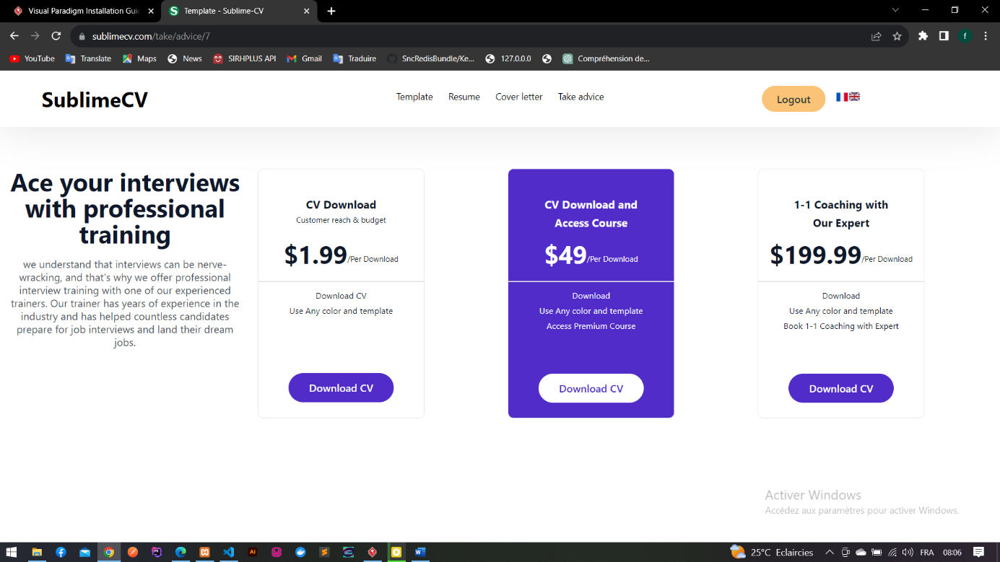 Visual Paradigm Installation Guid
Template - Sublime-CV
sublimecv.com/take/advice/7
f
YouTube
Translate
Maps
News
SIRHPLUS API
Gmail
Traduire
SncRedisBundle/Ke...
127.0.0.0
Compréhension de...
SublimeCV
Template
Resume
Cover letter
Take advice
Logout
Ace your interviews
with professional
training
we understand that interviews can be nerve-
wracking, and that's why we offer professional
interview training with one of our experienced
trainers. Our trainer has years of experience in the
industry and has helped countless candidates
prepare for job interviews and land their dream
jobs.
CV Download
Customer reach & budget
$1.99/Per Download
Download CV
Use Any color and template
Download CV
CV Download and
Access Course
$49/Per Download
Download
Use Any color and template
Access Premium Course
Download CV
1-1 Coaching with
Our Expert
$199.99/Per Download
Download
Use Any color and template
Book 1-1 Coaching with Expert
Download CV
Activer Windows
Accédez aux paramètres pour activer Windows.
25°C Eclaircies
FRA
08:06